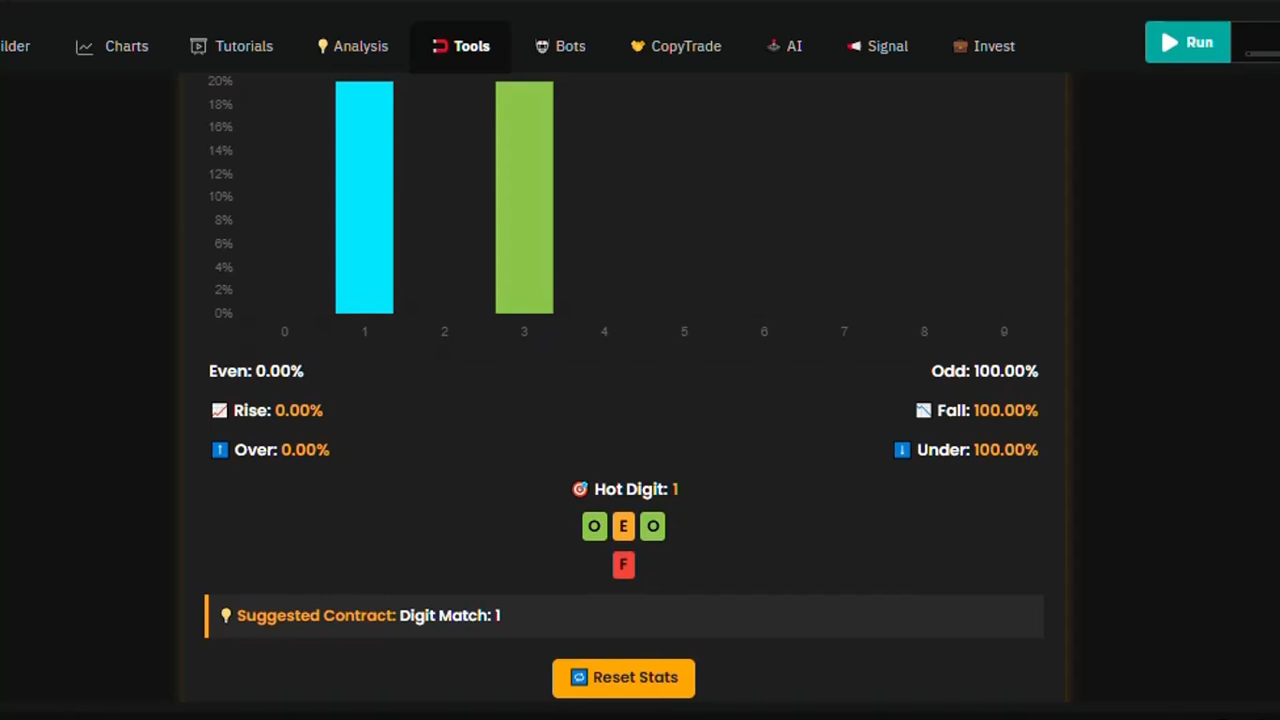 ilder Charts Tutorials Analysis Tools Bots CopyTrade AI Signal Invest Run
20%
18%
16%
14%
12%
10%
8%
6%
4%
2%
0%
0 1 2 3 4 5 6 7 8 9
Even: 0.00% Odd: 100.00%
Rise: 0.00% Fall: 100.00%
Over: 0.00% Under: 100.00%
Hot Digit: 1
O E O
F
Suggested Contract: Digit Match: 1
Reset Stats